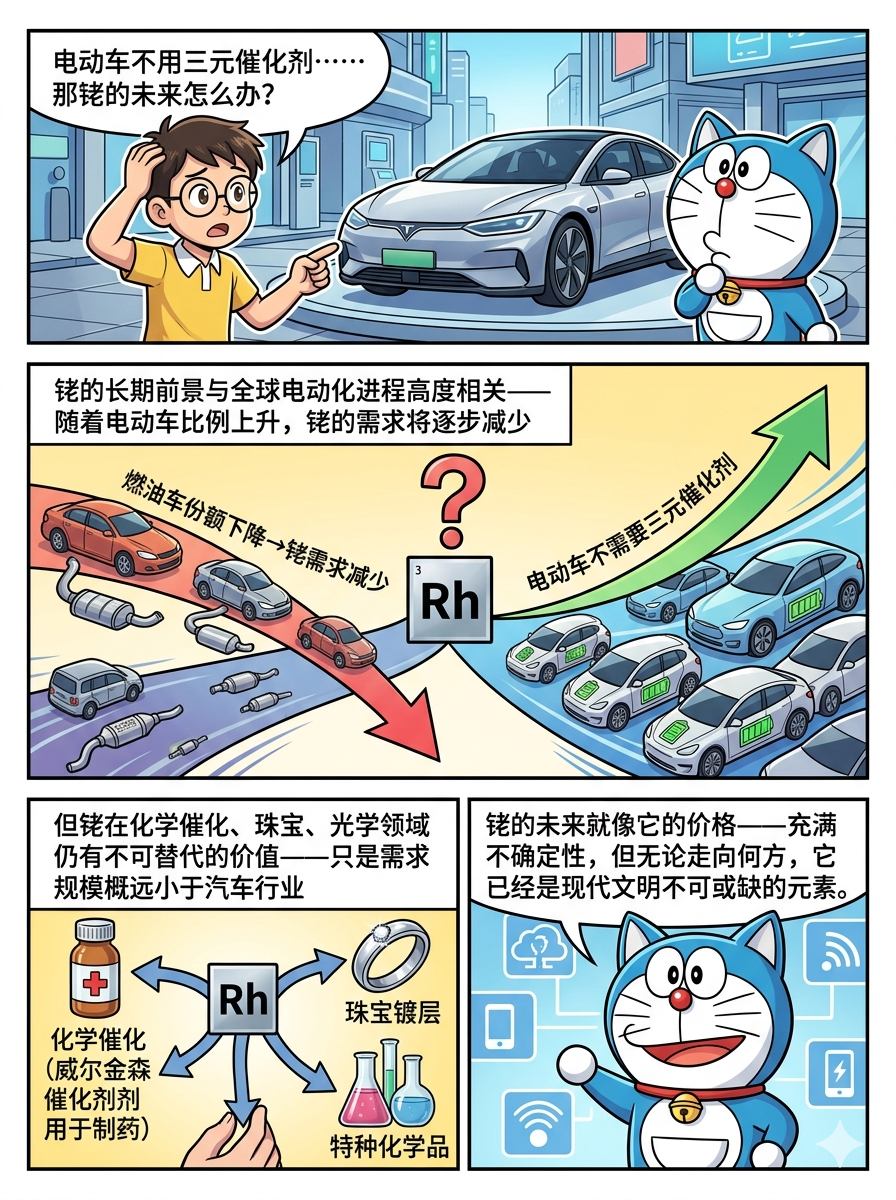 电动车不用三元催化剂……
那铑的未来怎么办？
铑的长期前景与全球电动化进程高度相关——
随着电动车比例上升，铑的需求将逐步减少
燃油车份额下降→铑需求减少
电动车不需要三元催化剂
3
Rh
但铑在化学催化、珠宝、光学领域
仍有不可替代的价值——只是需求
规模概远小于汽车行业
Rh
珠宝镀层
化学催化
（威尔金森
催化剂剂
用于制药）
特种化学品
铑的未来就像它的价格——充满
不确定性，但无论走向何方，它
已经是现代文明不可或缺的元素。